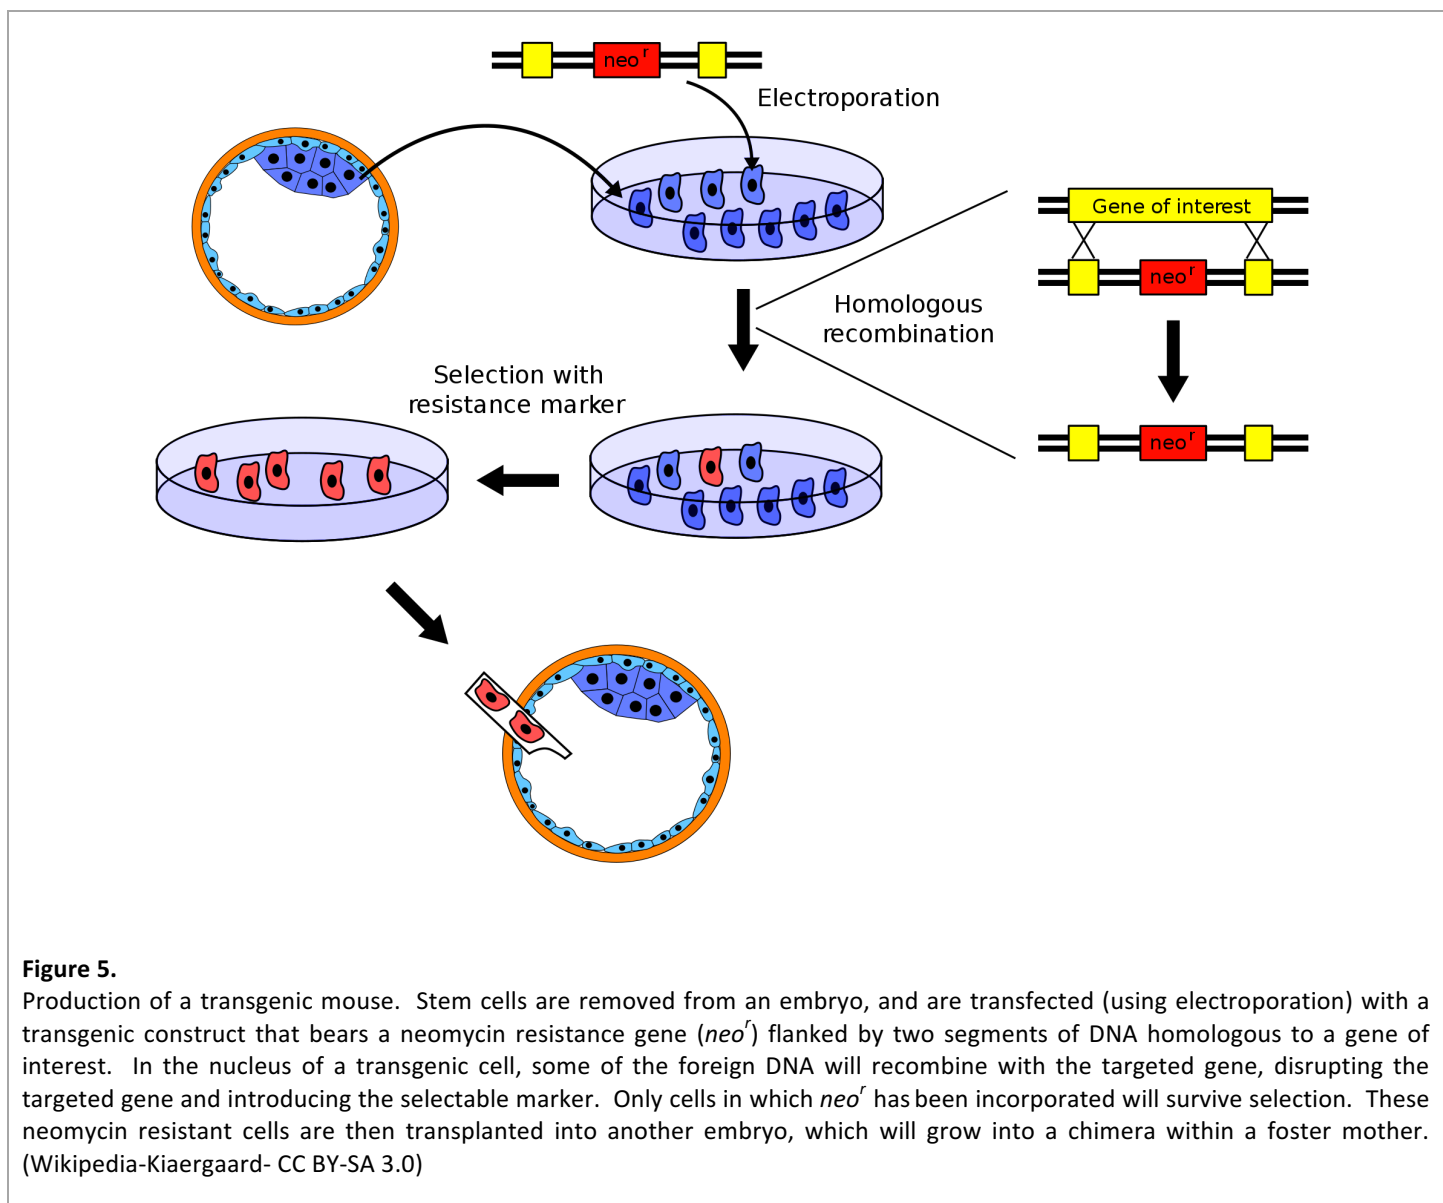 neo^r
Electroporation
Gene of interest
neo^r
Homologous
recombination
Selection with
resistance marker
neo^r
Figure 5.
Production of a transgenic mouse. Stem cells are removed from an embryo, and are transfected (using electroporation) with a
transgenic construct that bears a neomycin resistance gene (neo^r) flanked by two segments of DNA homologous to a gene of
interest. In the nucleus of a transgenic cell, some of the foreign DNA will recombine with the targeted gene, disrupting the
targeted gene and introducing the selectable marker. Only cells in which neo^r has been incorporated will survive selection. These
neomycin resistant cells are then transplanted into another embryo, which will grow into a chimera within a foster mother.
(Wikipedia-Kiaergaard- CC BY-SA 3.0)